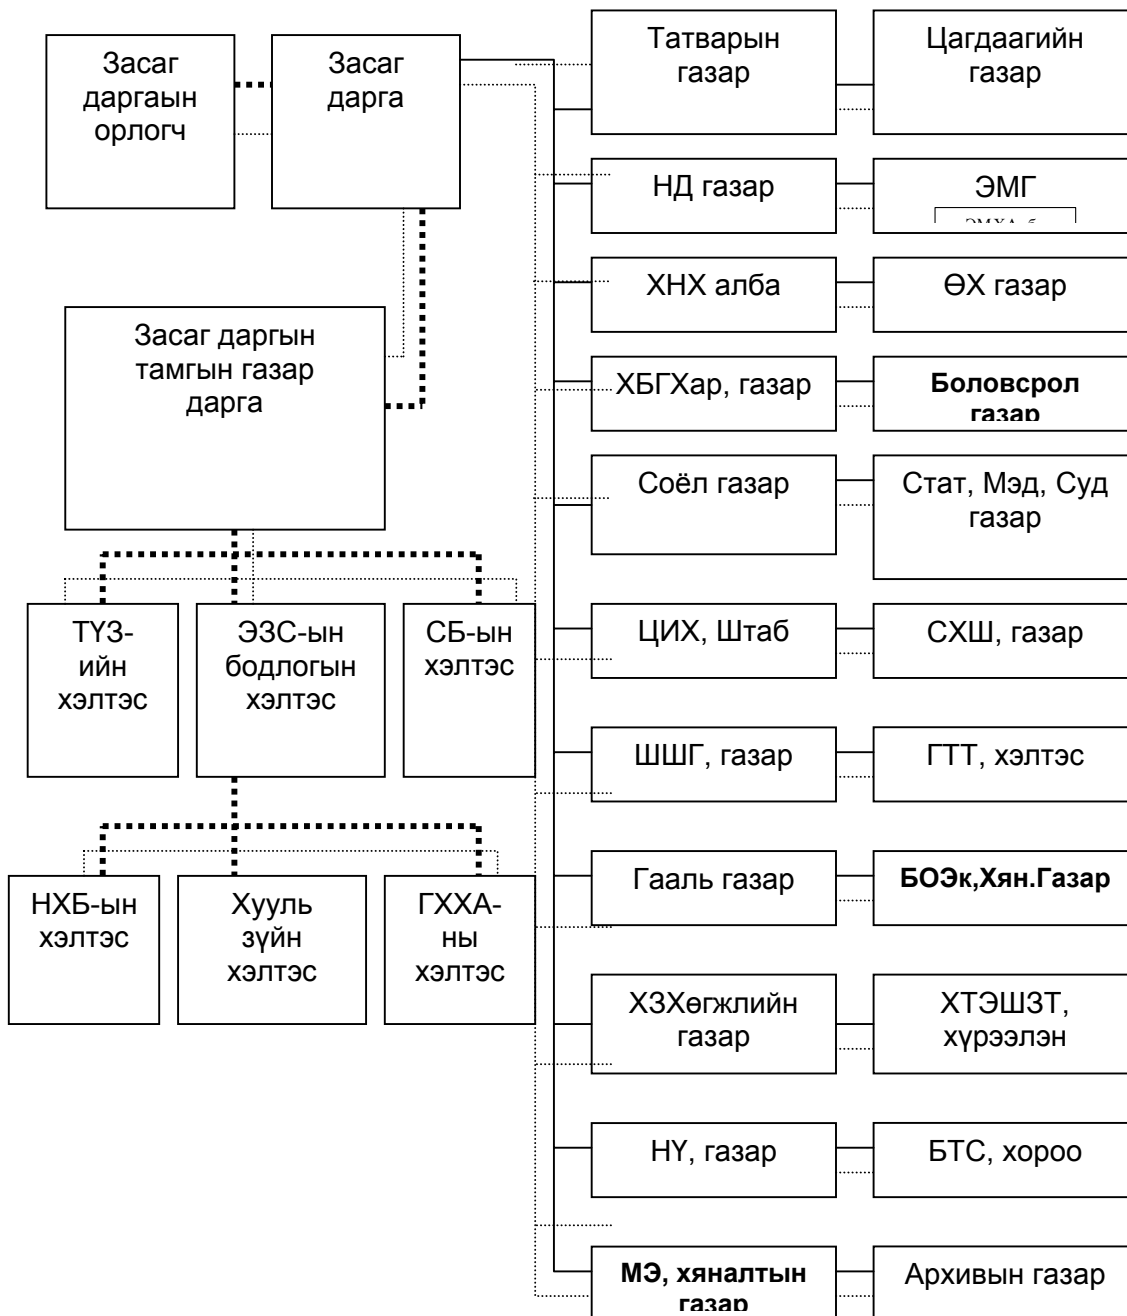 Засаг
даргаын
орлогч
Засаг
дарга
Татварын
газар
Цагдаагийн
газар
НД газар
ЭМГ
ХНХ алба
ӨХ газар
Засаг даргын
тамгын газар
дарга
ХБГХар, газар
Боловсрол
газар
Соёл газар
Стат, Мэд, Суд
газар
ТҮЗ-
ийн
хэлтэс
ЭЗС-ын
бодлогын
хэлтэс
СБ-ын
хэлтэс
ЦИХ, Штаб
СХШ, газар
ШШГ, газар
ГТТ, хэлтэс
НХБ-ын
хэлтэс
Хууль
зүйн
хэлтэс
ГХХА-
ны
хэлтэс
Гааль газар
БОЭк,Хян.Газар
ХЗХөгжлийн
газар
ХТЭШЗТ,
хүрээлэн
НҮ, газар
БТС, хороо
МЭ, хяналтын
газар
Архивын газар